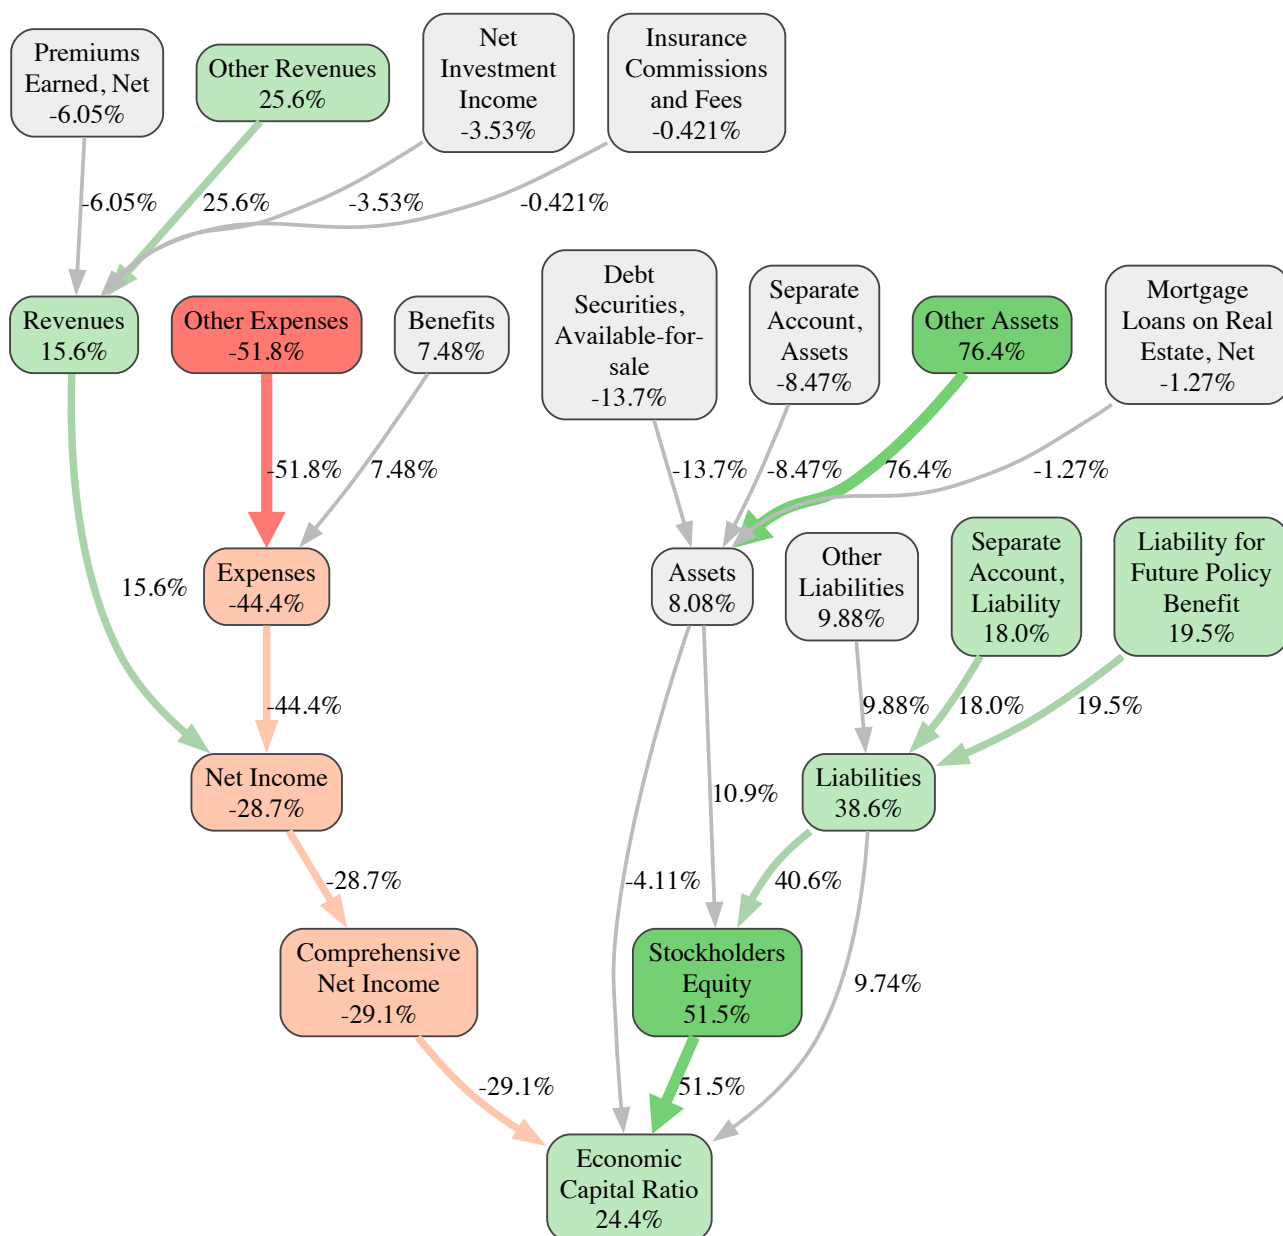 Premiums
Earned, Net
-6.05%
Other Revenues
25.6%
Net
Investment
Income
-3.53%
Insurance
Commissions
and Fees
-0.421%
-6.05%
25.6%
-3.53%
-0.421%
Revenues
15.6%
Other Expenses
-51.8%
Benefits
7.48%
Debt
Securities,
Available-for-
sale
-13.7%
Separate
Account,
Assets
-8.47%
Other Assets
76.4%
Mortgage
Loans on Real
Estate, Net
-1.27%
-51.8%
7.48%
-13.7%
-8.47%
76.4%
-1.27%
15.6%
Expenses
-44.4%
Assets
8.08%
Other
Liabilities
9.88%
Separate
Account,
Liability
18.0%
Liability for
Future Policy
Benefit
19.5%
-44.4%
9.88%
18.0%
19.5%
Net Income
-28.7%
10.9%
Liabilities
38.6%
-28.7%
-4.11%
40.6%
Comprehensive
Net Income
-29.1%
Stockholders
Equity
51.5%
9.74%
-29.1%
51.5%
Economic
Capital Ratio
24.4%